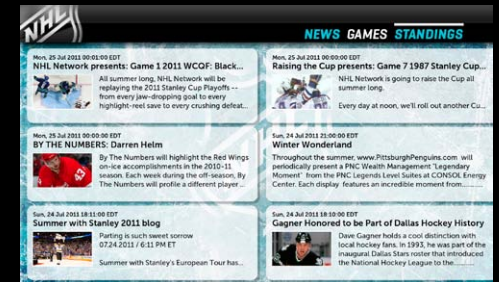 NHL
NEWS GAMES STANDINGS
Mon, 25 Jul 2011 00:01:00 EDT
NHL Network presents: Game 1 2011 WCQF: Black...
All summer long, NHL Network will be
replaying the 2011 Stanley Cup Playoffs --
from every jaw-dropping goal to every
highlight-reel save to every crushing defeat...
Mon, 25 Jul 2011 00:00:00 EDT
Raising the Cup presents: Game 7 1987 Stanley Cup...
NHL Network is going to raise the Cup all
summer long.
Every day at noon, we'll roll out another Cu...
Mon, 25 Jul 2011 00:00:00 EDT
BY THE NUMBERS: Darren Helm
By The Numbers will highlight the Red Wings
on-ice accomplishments in the 2010-11
season. Each week during the off-season, By
The Numbers will profile a different player ...
Sun, 24 Jul 2011 21:00:00 EDT
Winter Wonderland
Throughout the summer, www.PittsburghPenguins.com will
periodically present a PNC Wealth Management "Legendary
Moment" from the PNC Legends Level Suites at CONSOL Energy
Center. Each display features an incredible moment from.........
Sun, 24 Jul 2011 18:11:00 EDT
Summer with Stanley 2011 blog
Parting is such sweet sorrow
07.24.2011 / 6:11 PM ET
Summer with Stanley's European Tour has...
Sun, 24 Jul 2011 18:10:00 EDT
Gagner Honored to be Part of Dallas Hockey History
Dave Gagner holds a cool distinction with
local hockey fans. In 1993, he was part of the
inaugural Dallas Stars roster that introduced
the National Hockey League to the............